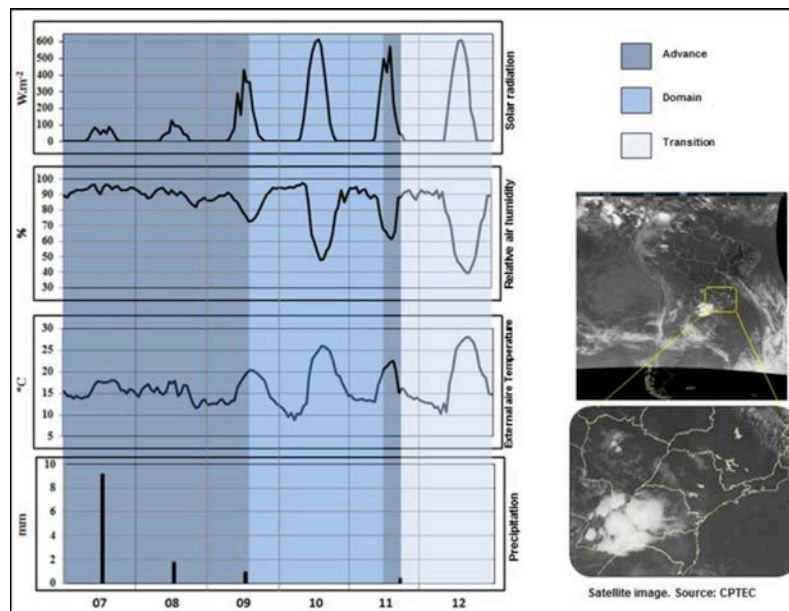 600
500
400
300
200
100
0
W.m-2
Solar radiation
100
90
80
70
60
50
40
30
%
Relative air humidity
30
25
20
15
10
5
°C
External aire Temperature
10
8
6
4
2
0
mm
Precipitation
07 08 09 10 11 12
Advance
Domain
Transition
Satellite image. Source: CPTEC